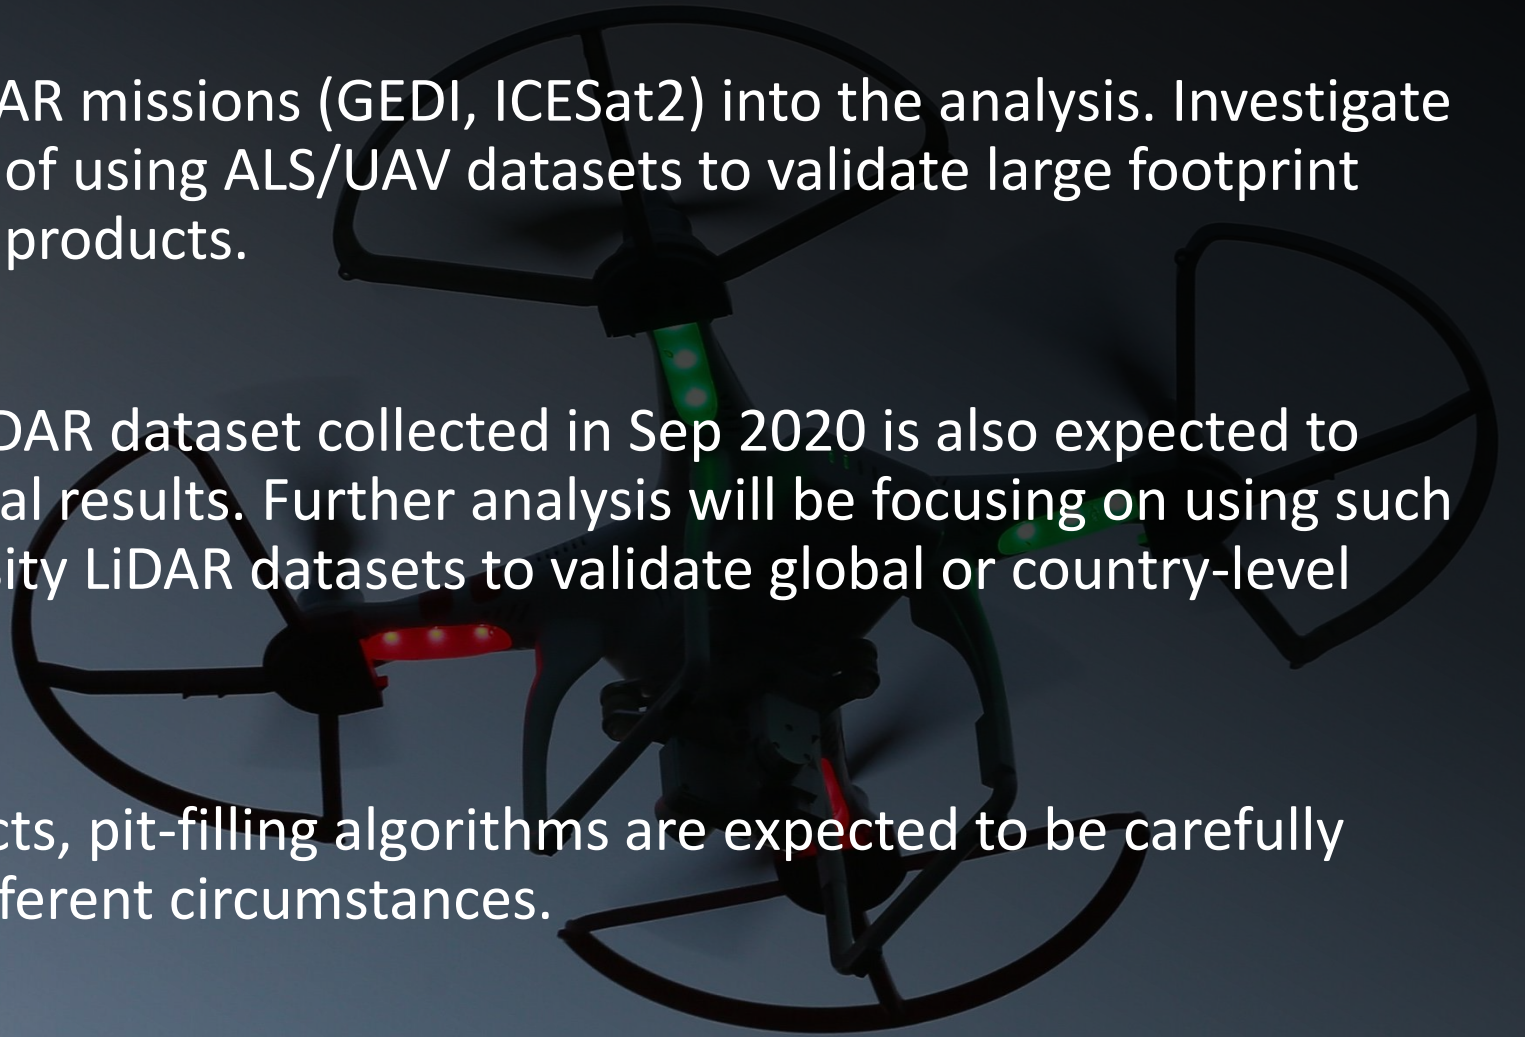 AR missions (GEDI, ICESat2) into the analysis. Investigate
of using ALS/UAV datasets to validate large footprint
products.
DAR dataset collected in Sep 2020 is also expected to
al results. Further analysis will be focusing on using such
sity LiDAR datasets to validate global or country-level
cts, pit-filling algorithms are expected to be carefully
fferent circumstances.